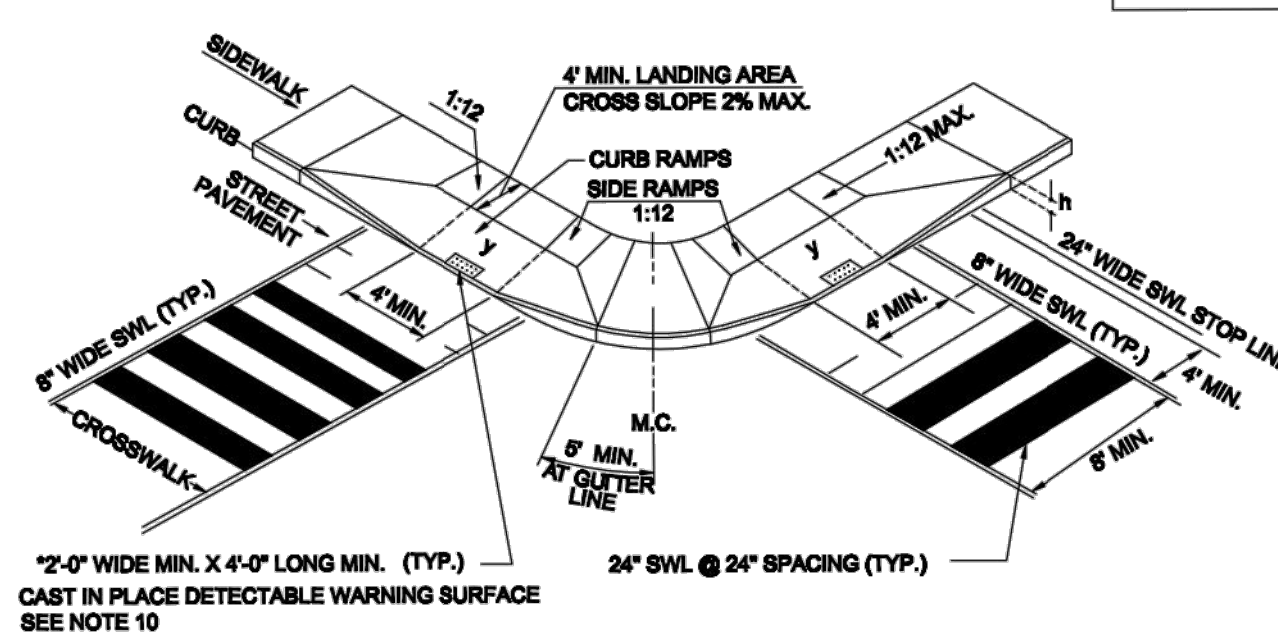 SIDEWALK
4' MIN. LANDING AREA
CROSS SLOPE 2% MAX.
1:12
1:12 MAX.
CURB
CURB RAMPS
SIDE RAMPS
1:12
STREET
PAVEMENT
h
y
y
24" WIDE SWL STOP LINE
8" WIDE SWL (TYP.)
8" WIDE SWL (TYP.)
4' MIN.
4' MIN.
4' MIN.
CROSSWALK
M.C.
5' MIN.
AT GUTTER
LINE
8' MIN.
*2'-0" WIDE MIN. X 4'-0" LONG MIN. (TYP.)
CAST IN PLACE DETECTABLE WARNING SURFACE
SEE NOTE 10
24" SWL @ 24" SPACING (TYP.)